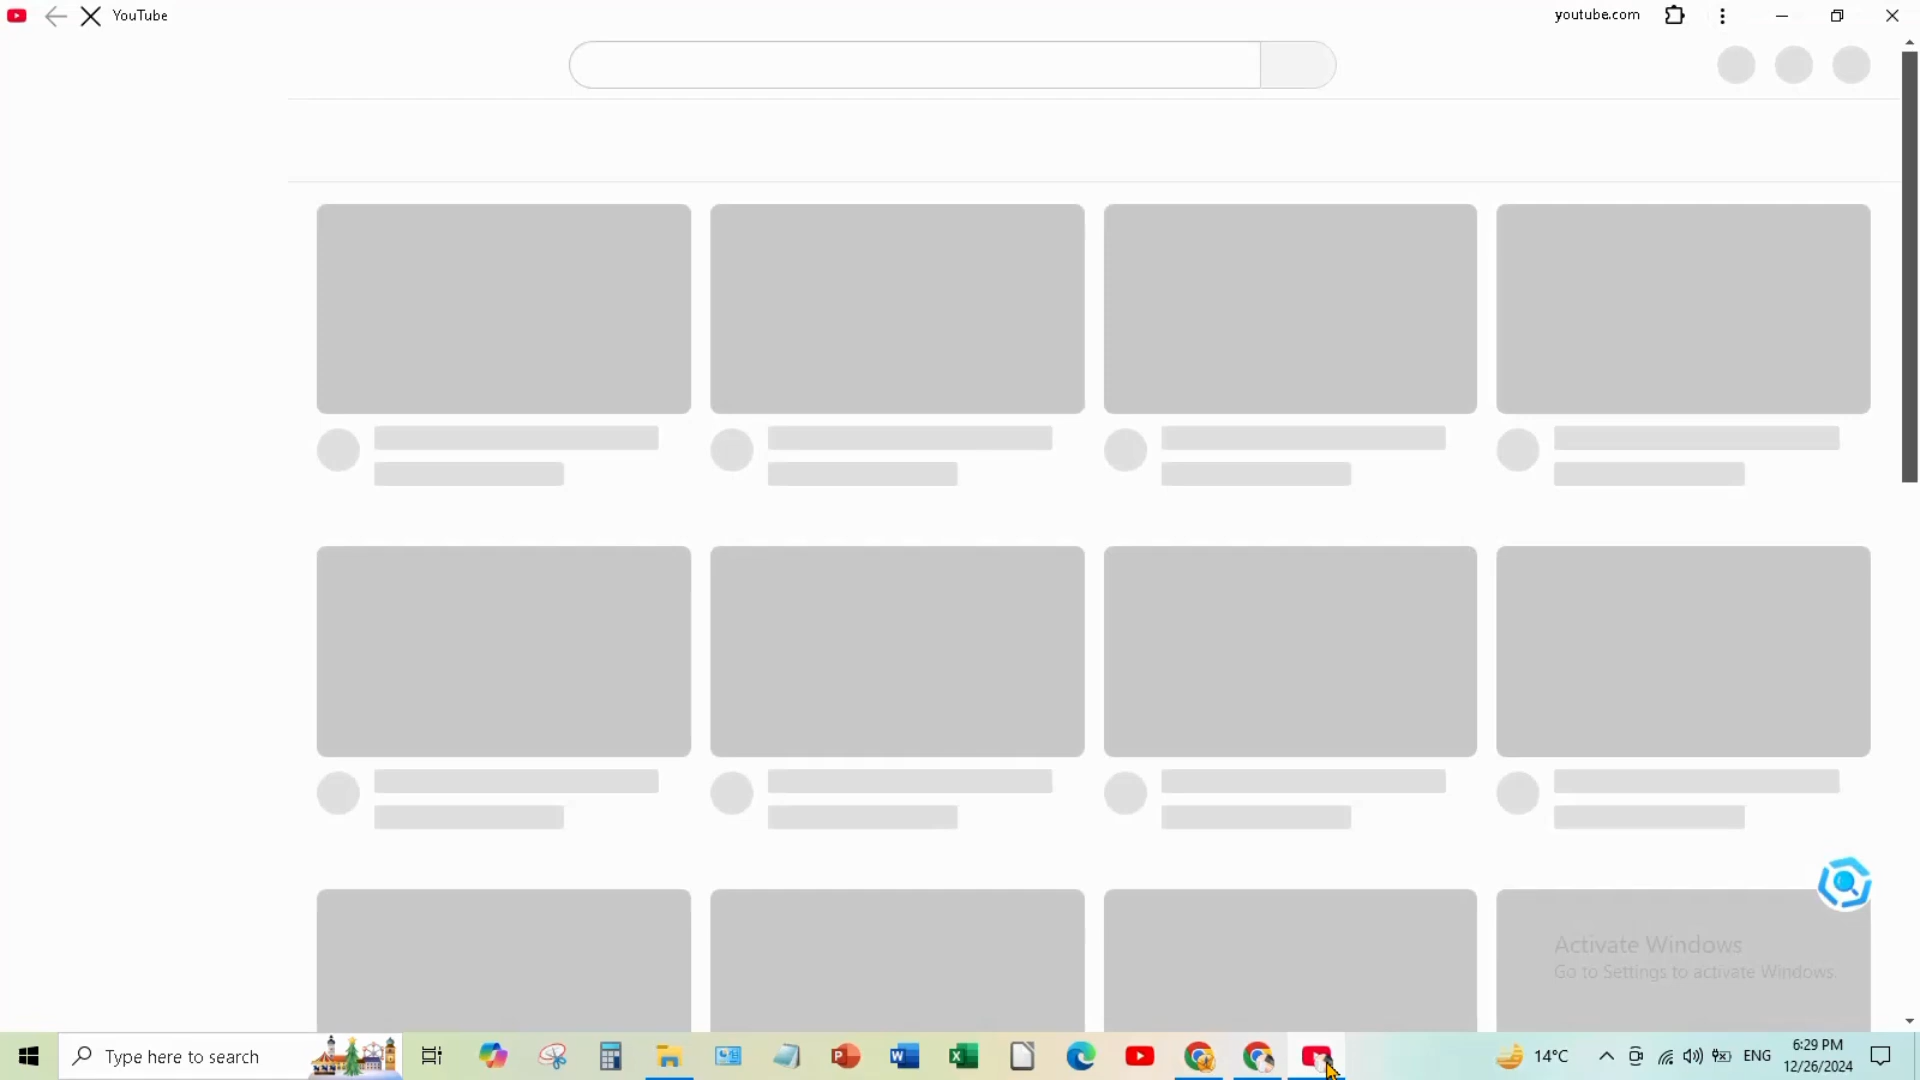 YouTube
youtube.com
Activate Windows
Go to Settings to activate Windows.
Type here to search
14°C
ENG
6:29 PM
12/26/2024